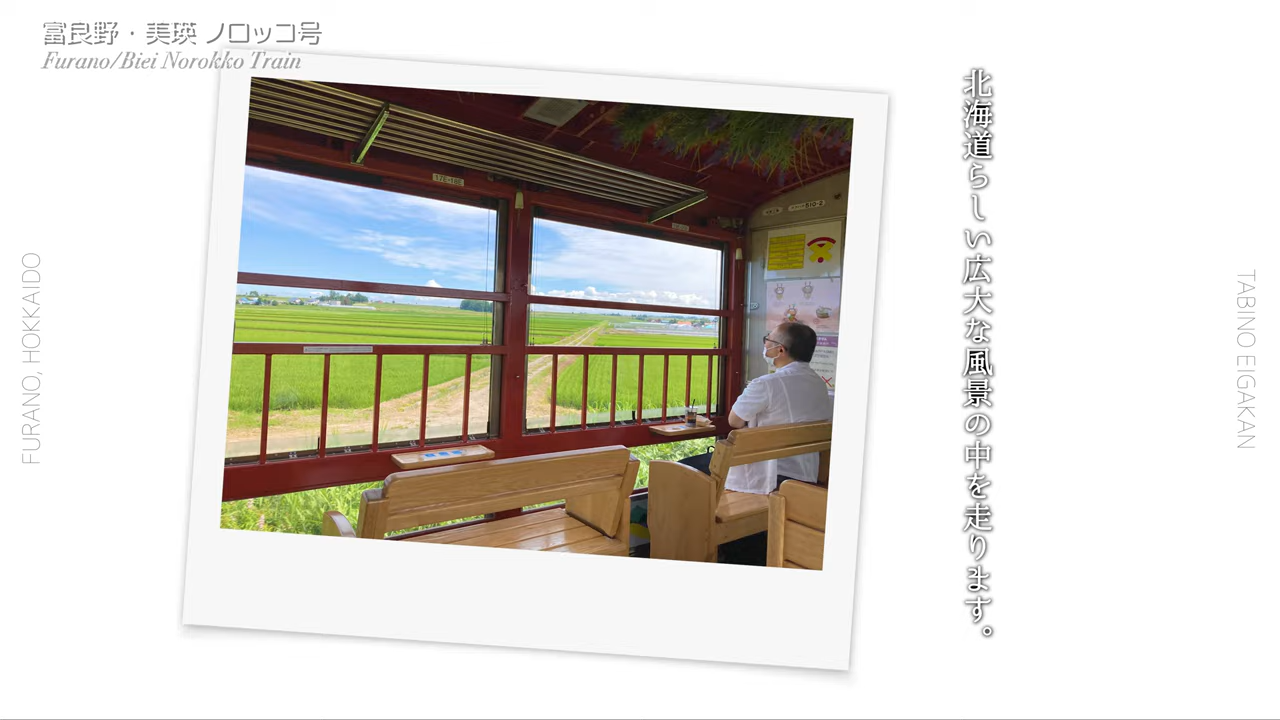 富良野・美瑛 ノロッコ号
Furano/Biei Norokko Train
北海道らしい広大な風景の中を走ります。
FURANO, HOKKAIDO
TABINO EIGAKAN